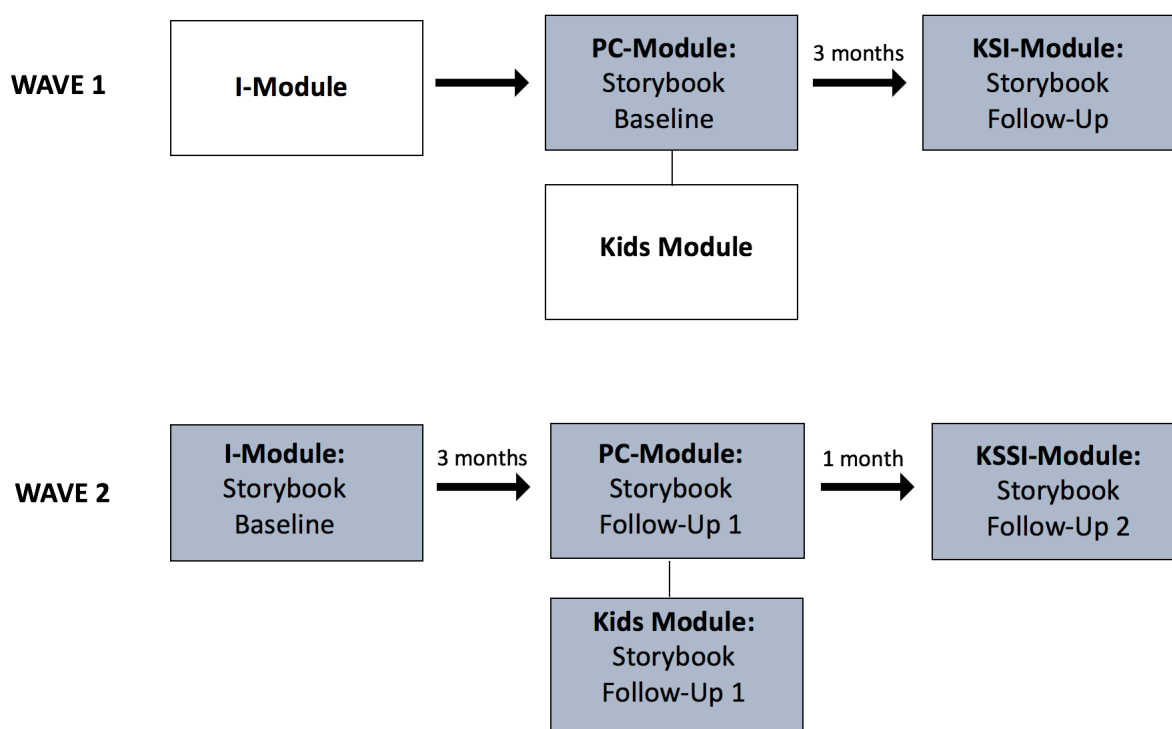 WAVE 1
I-Module
PC-Module:
Storybook
Baseline
3 months
KSI-Module:
Storybook
Follow-Up
Kids Module
WAVE 2
I-Module:
Storybook
Baseline
3 months
PC-Module:
Storybook
Follow-Up 1
1 month
KSSI-Module:
Storybook
Follow-Up 2
Kids Module:
Storybook
Follow-Up 1